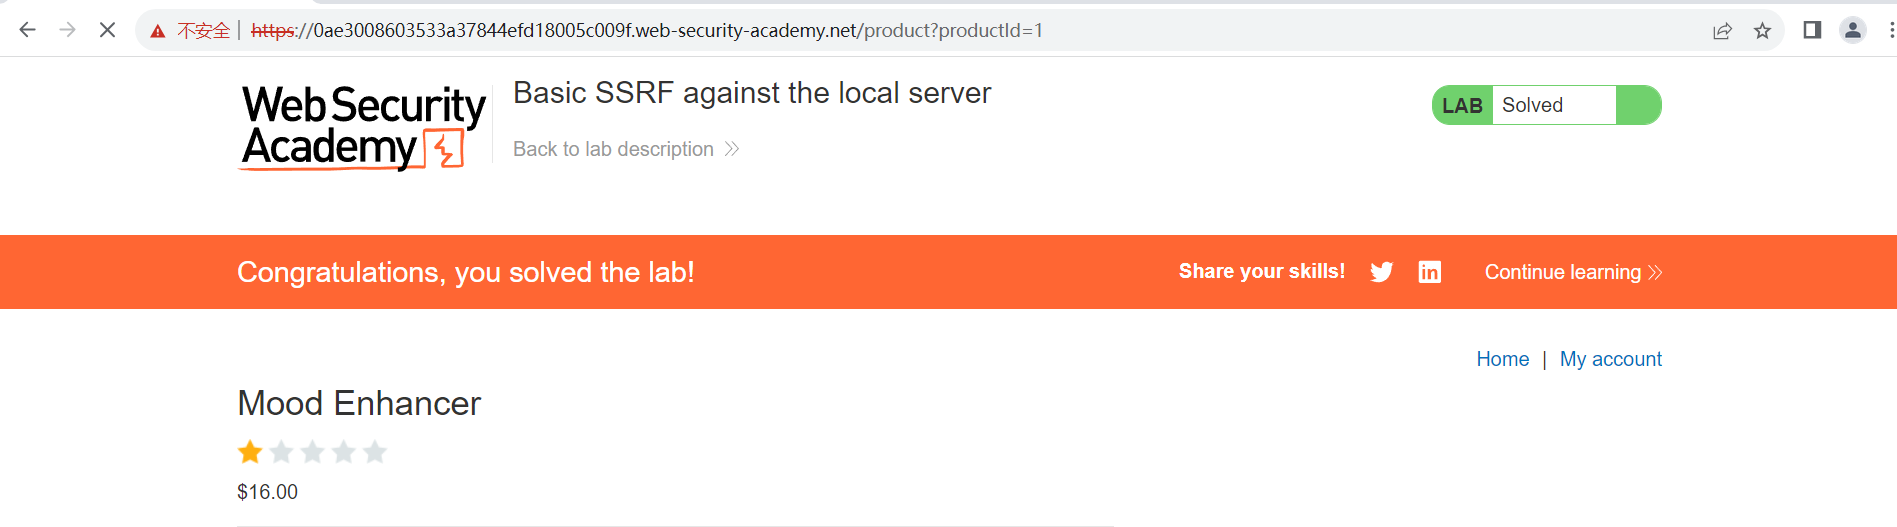 不安全 | https://0ae3008603533a37844efd18005c009f.web-security-academy.net/product?productId=1
Web Security
Academy
Basic SSRF against the local server
Back to lab description
LAB Solved
Congratulations, you solved the lab!
Share your skills!
Continue learning
Home | My account
Mood Enhancer
$16.00